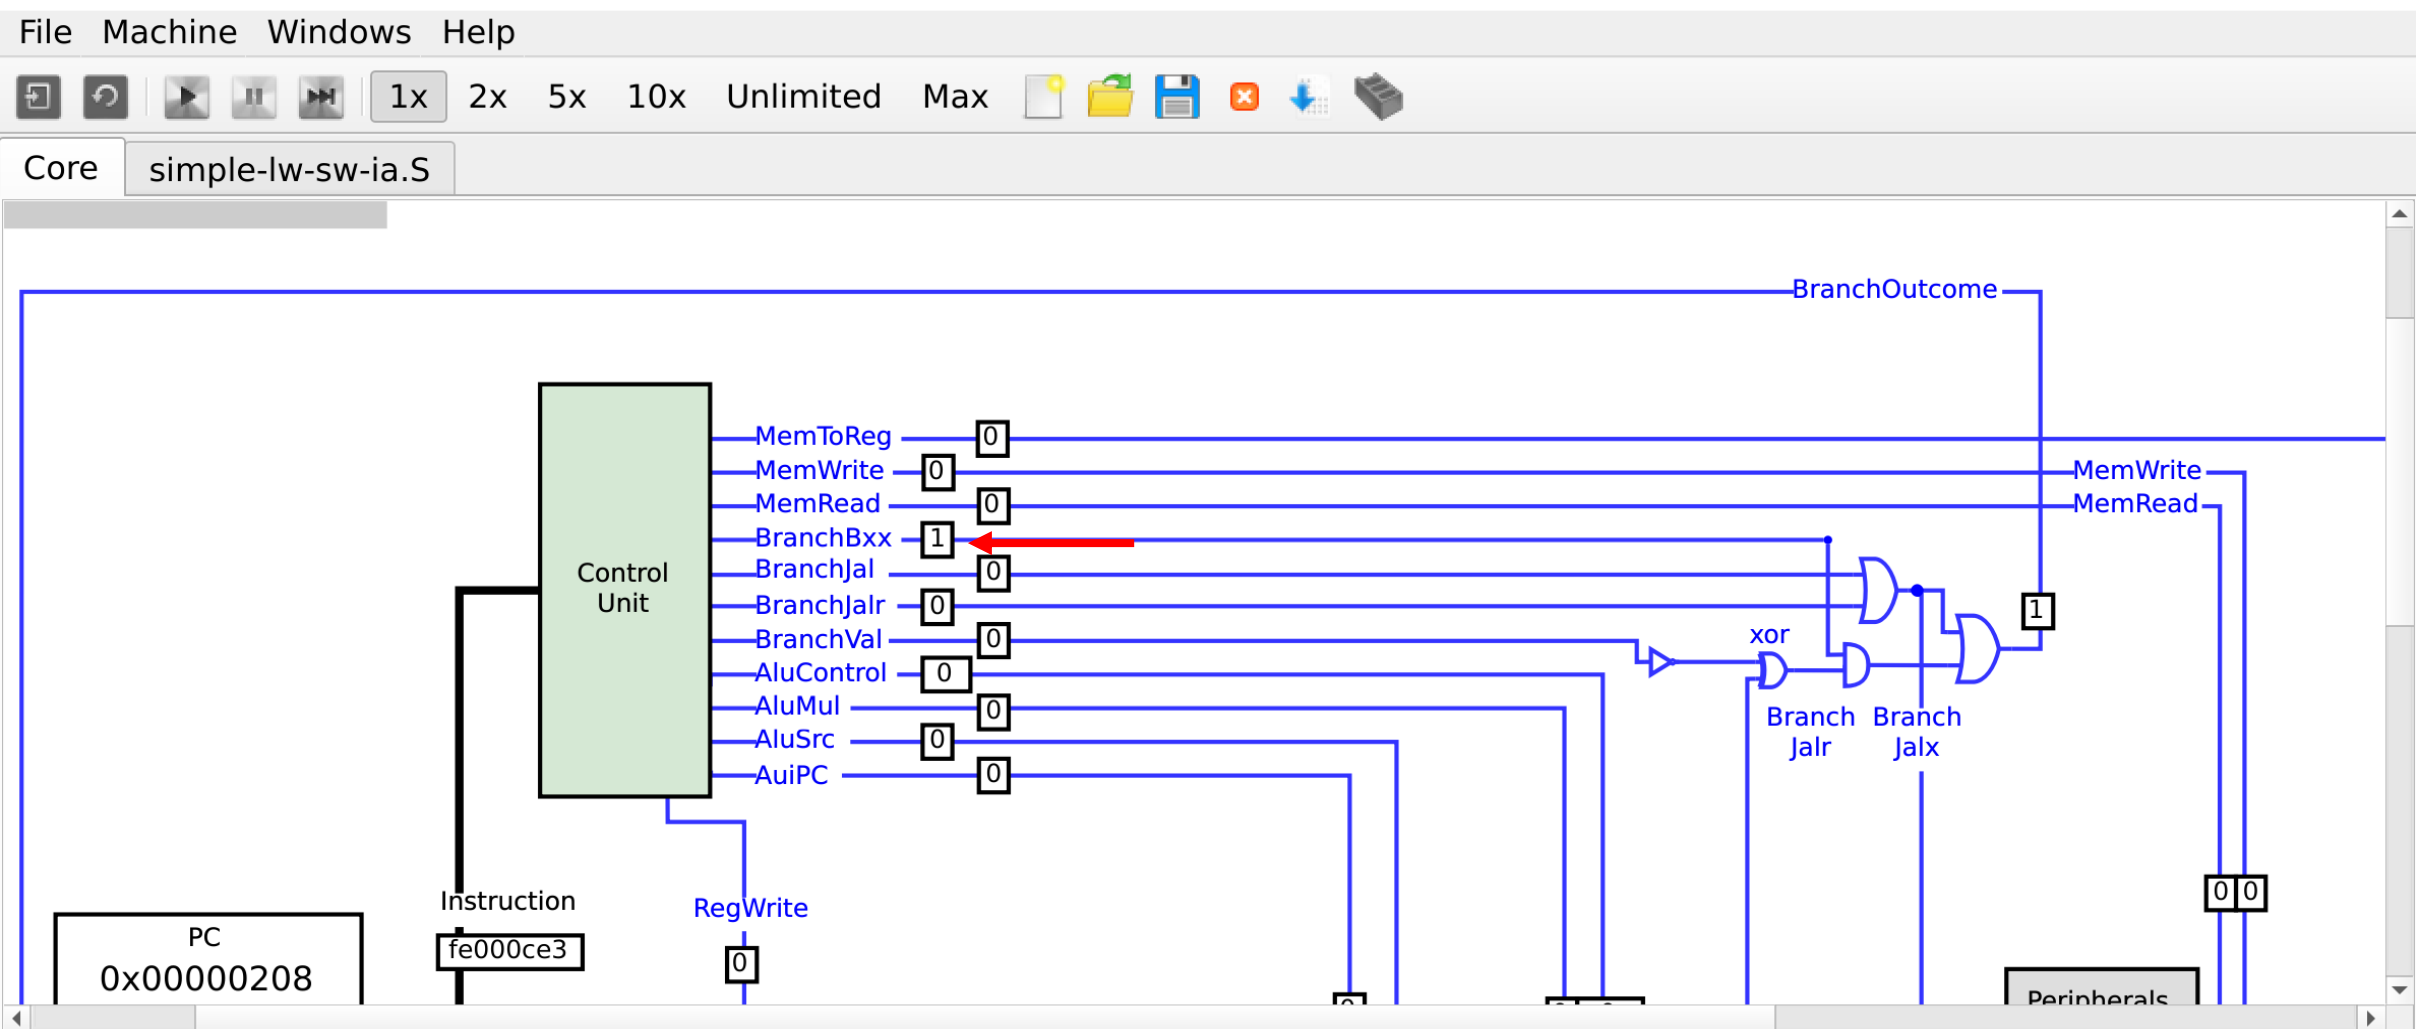 File Machine Windows Help
1x 2x 5x 10x Unlimited Max
Core simple-lw-sw-ia.S
BranchOutcome
MemToReg 0
MemWrite 0 MemWrite
MemRead 0 MemRead
BranchBxx 1
BranchJal 0
BranchJalr 0 1
BranchVal 0 xor
AluControl 0
AluMul 0
AluSrc 0
AuiPC 0
Control
Unit
Branch Branch
Jalr Jalx
Instruction
fe000ce3
RegWrite
0
0 0
PC
0x00000208
Peripherals